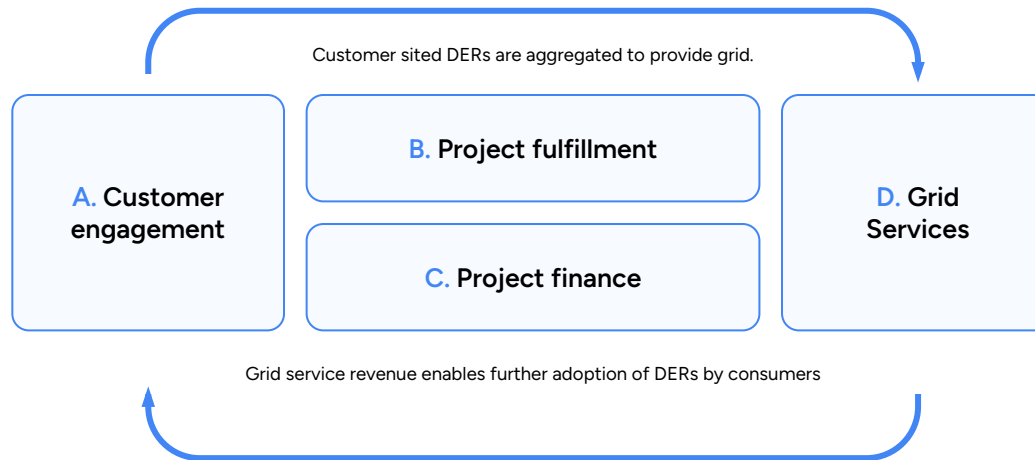 Customer sited DERs are aggregated to provide grid.
A. Customer
engagement
B. Project fulfillment
C. Project finance
D. Grid
Services
Grid service revenue enables further adoption of DERs by consumers